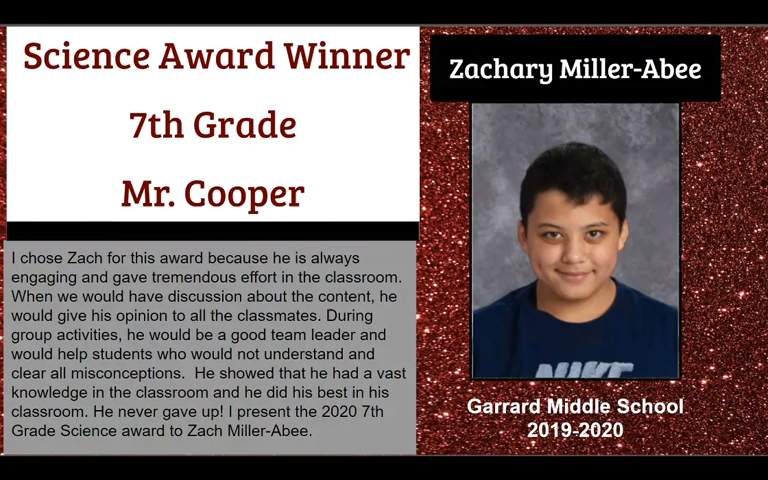 Science Award Winner
7th Grade
Mr. Cooper
I chose Zach for this award because he is always
engaging and gave tremendous effort in the classroom.
When we would have discussion about the content, he
would give his opinion to all the classmates. During
group activities, he would be a good team leader and
would help students who would not understand and
clear all misconceptions.  He showed that he had a vast
knowledge in the classroom and he did his best in his
classroom. He never gave up! I present the 2020 7th
Grade Science award to Zach Miller-Abee.
Zachary Miller-Abee
NIKE
Garrard Middle School
2019-2020